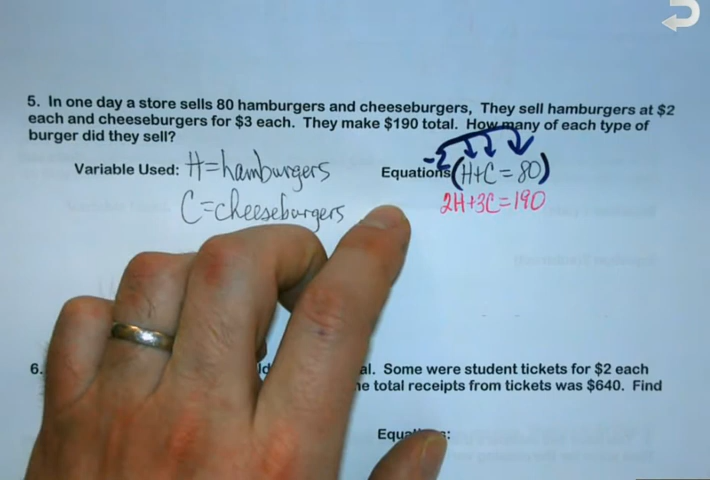 5. In one day a store sells 80 hamburgers and cheeseburgers, They sell hamburgers at $2
each and cheeseburgers for $3 each. They make $190 total. How many of each type of
burger did they sell?
Variable Used: H=hamburgers
C=cheeseburgers
Equations -2(H+C=80)
2H+3C=190
6. al. Some were student tickets for $2 each
total receipts from tickets was $640. Find